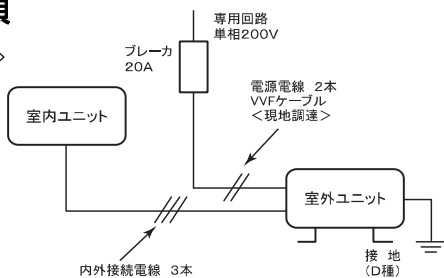 専用回路
単相200V
ブレーカ
20A
電源電線 2本
VVFケーブル
＜現地調達＞
室内ユニット
室外ユニット
内外接続電線 3本
接 地
（D種）